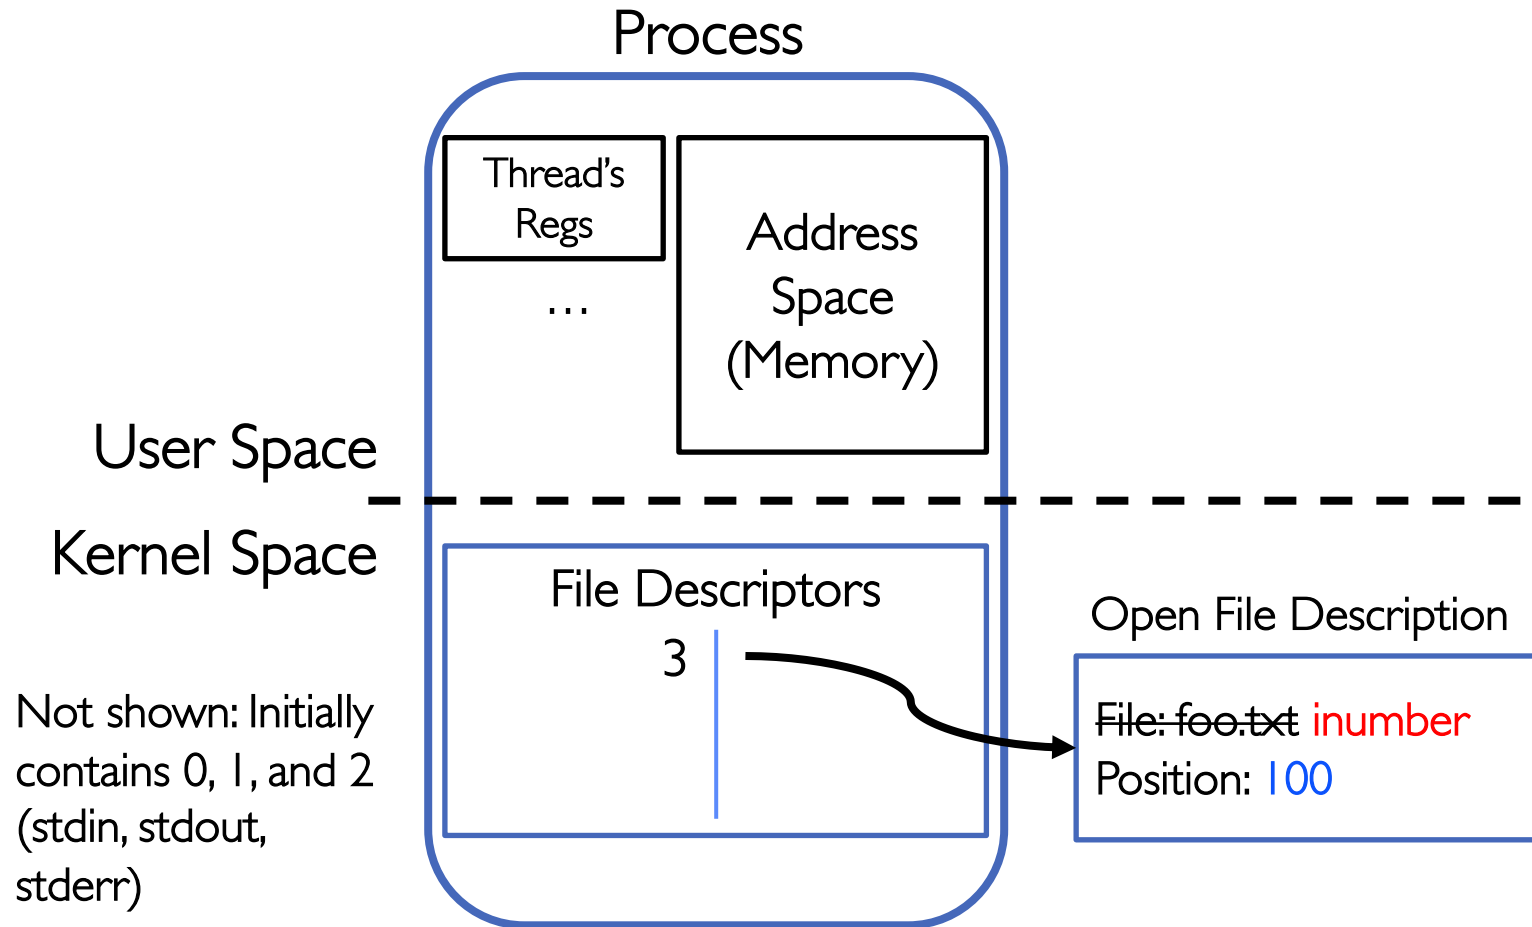 Process
Thread's
Regs
...
Address
Space
(Memory)
User Space
Kernel Space
File Descriptors
3
Not shown: Initially
contains 0, 1, and 2
(stdin, stdout,
stderr)
Open File Description
File: foo.txt inumber
Position: 100